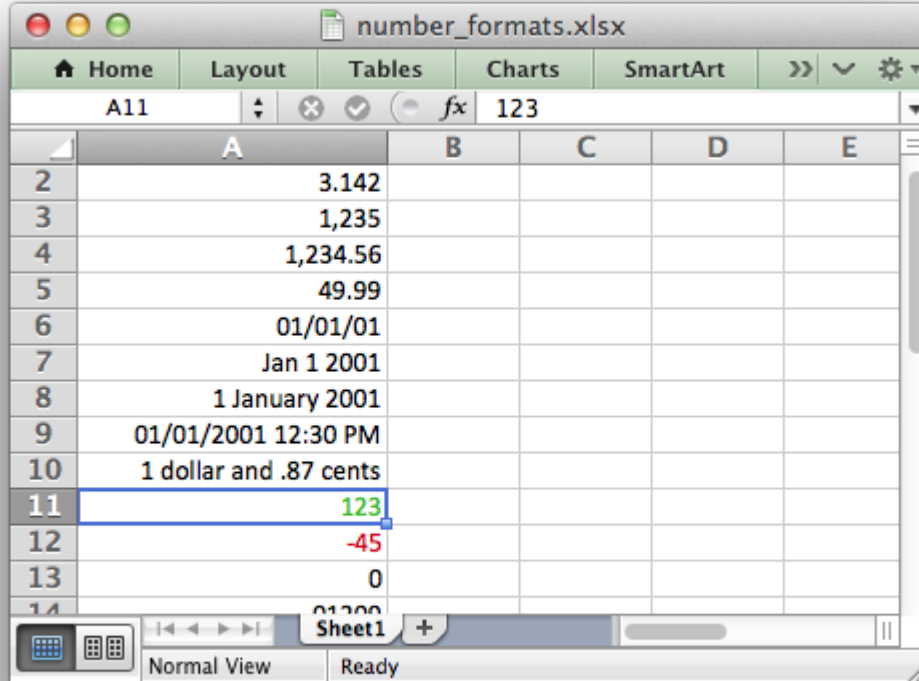 number_formats.xlsx
Home Layout Tables Charts SmartArt
A11 fx 123
A B C D E
2 3.142
3 1,235
4 1,234.56
5 49.99
6 01/01/01
7 Jan 1 2001
8 1 January 2001
9 01/01/2001 12:30 PM
10 1 dollar and .87 cents
11 123
12 -45
13 0
14 01200
Sheet1
Normal View Ready